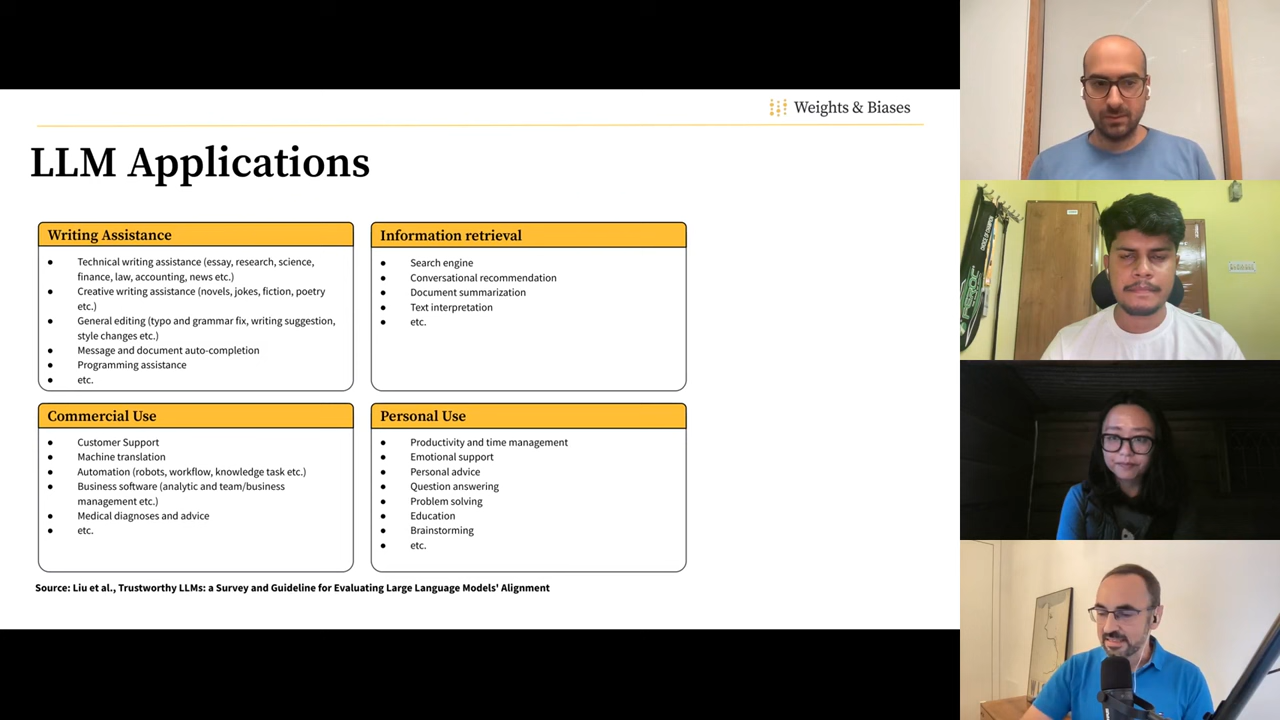 Weights & Biases
LLM Applications
Writing Assistance
● Technical writing assistance (essay, research, science,
finance, law, accounting, news etc.)
● Creative writing assistance (novels, jokes, fiction, poetry
etc.)
● General editing (typo and grammar fix, writing suggestion,
style changes etc.)
● Message and document auto-completion
● Programming assistance
● etc.
Information retrieval
● Search engine
● Conversational recommendation
● Document summarization
● Text interpretation
● etc.
Commercial Use
● Customer Support
● Machine translation
● Automation (robots, workflow, knowledge task etc.)
● Business software (analytic and team/business
management etc.)
● Medical diagnoses and advice
● etc.
Personal Use
● Productivity and time management
● Emotional support
● Personal advice
● Question answering
● Problem solving
● Education
● Brainstorming
● etc.
Source: Liu et al., Trustworthy LLMs: a Survey and Guideline for Evaluating Large Language Models' Alignment